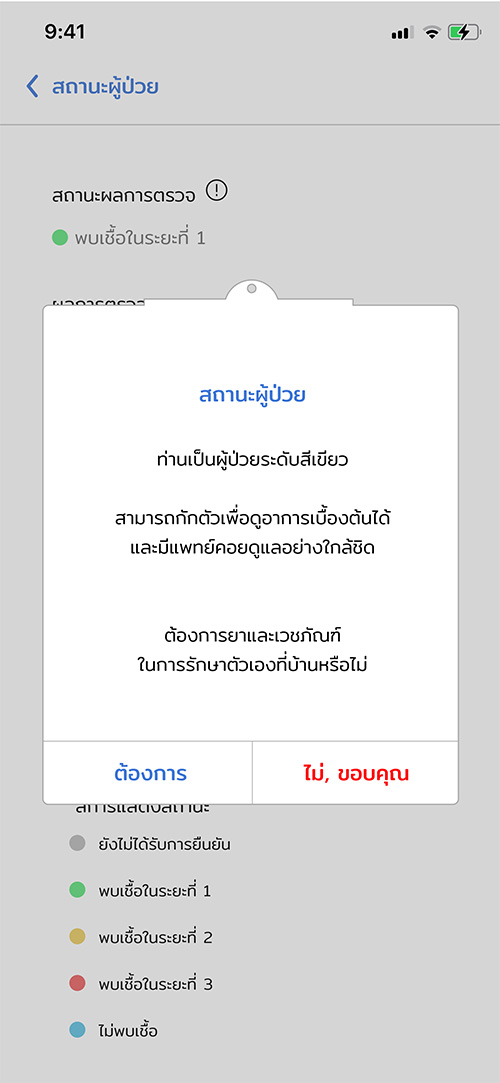 9:41
สถานะผู้ป่วย
สถานะผลการตรวจ
พบเชื้อในระยะที่ 1
ผลการตรวจ
สถานะผู้ป่วย
ท่านเป็นผู้ป่วยระดับสีเขียว
สามารถกักตัวเพื่อดูอาการเบื้องต้นได้
และมีแพทย์คอยดูแลอย่างใกล้ชิด
ต้องการยาและเวชภัณฑ์
ในการรักษาตัวเองที่บ้านหรือไม่
ต้องการ
ไม่, ขอบคุณ
ยังไม่ได้รับการยืนยัน
พบเชื้อในระยะที่ 1
พบเชื้อในระยะที่ 2
พบเชื้อในระยะที่ 3
ไม่พบเชื้อ